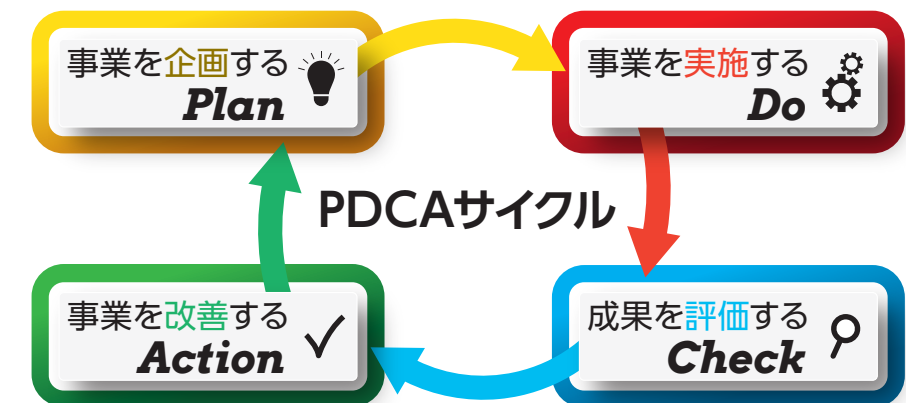 事業を企画する
Plan
事業を実施する
Do
PDCAサイクル
事業を改善する
Action
成果を評価する
Check